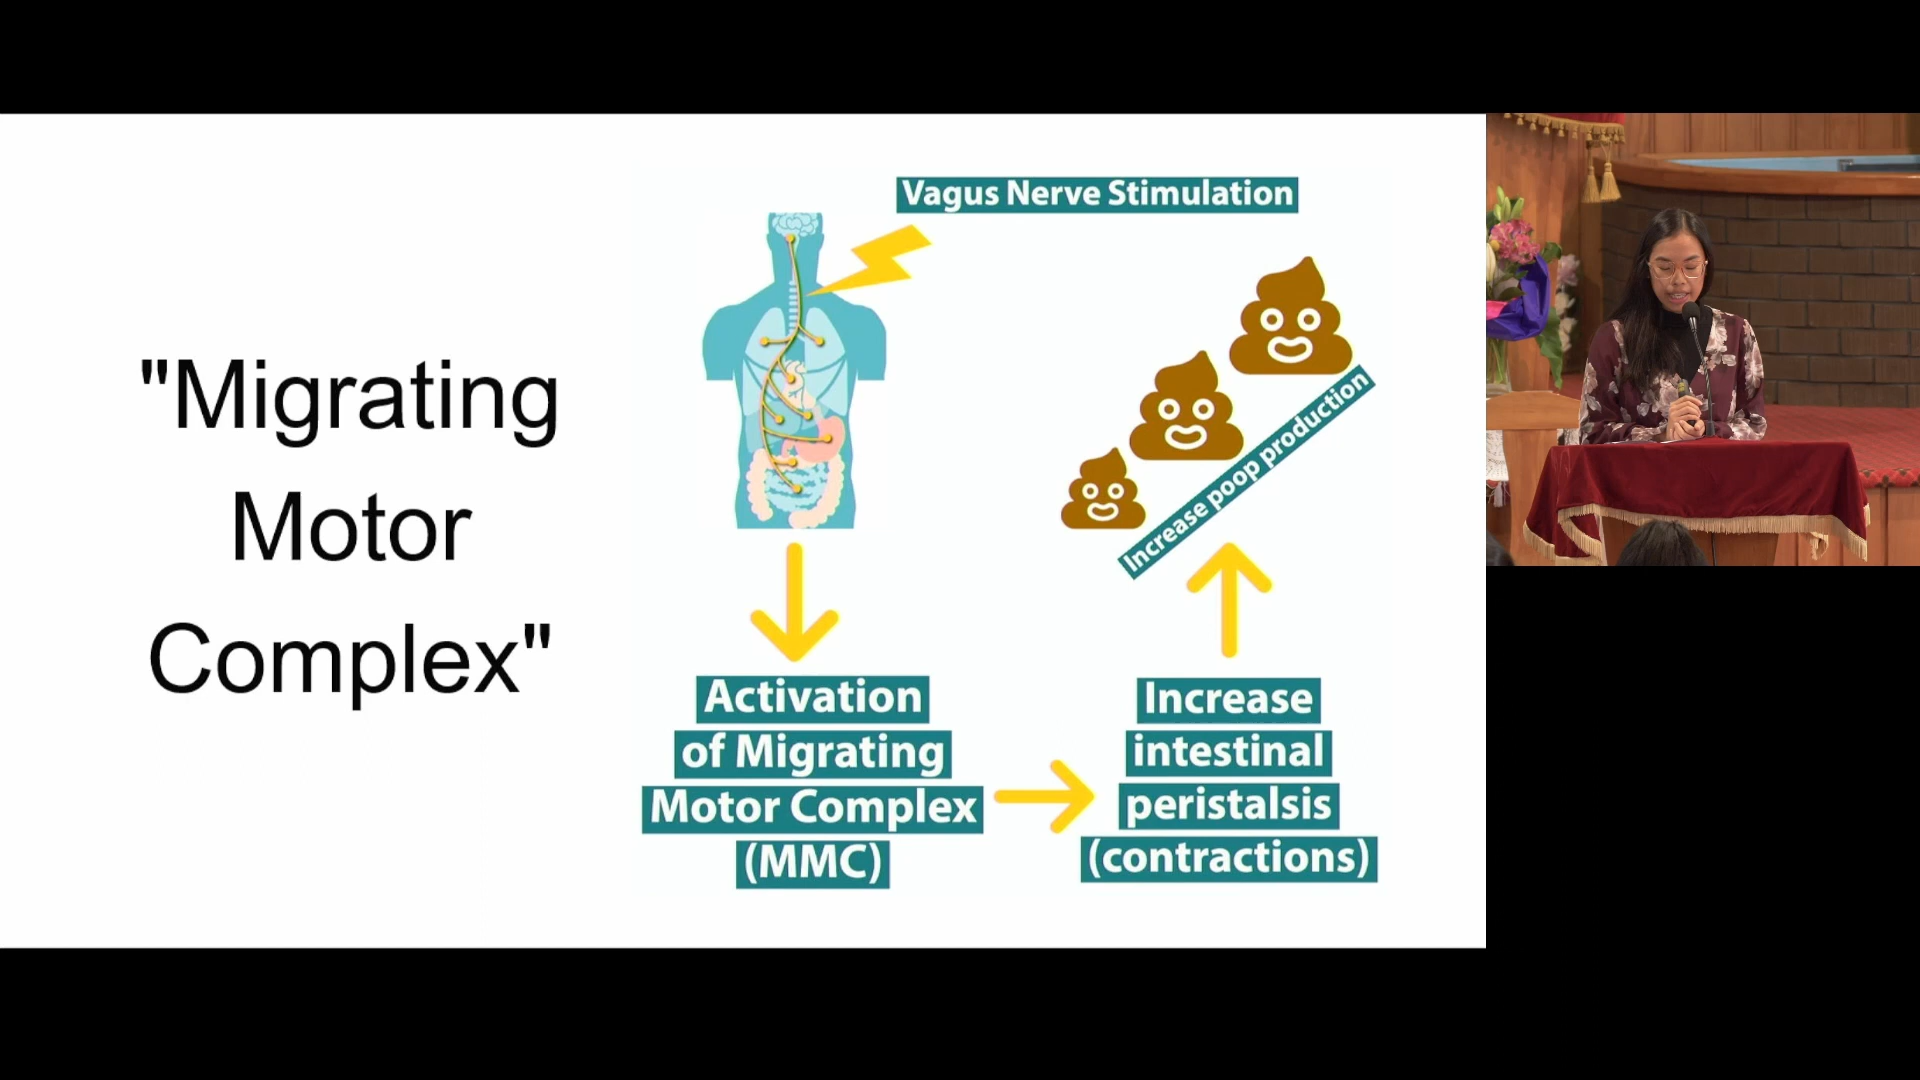 "Migrating
Motor
Complex"
Vagus Nerve Stimulation
Activation
of Migrating
Motor Complex
(MMC)
Increase
intestinal
peristalsis
(contractions)
Increase poop production